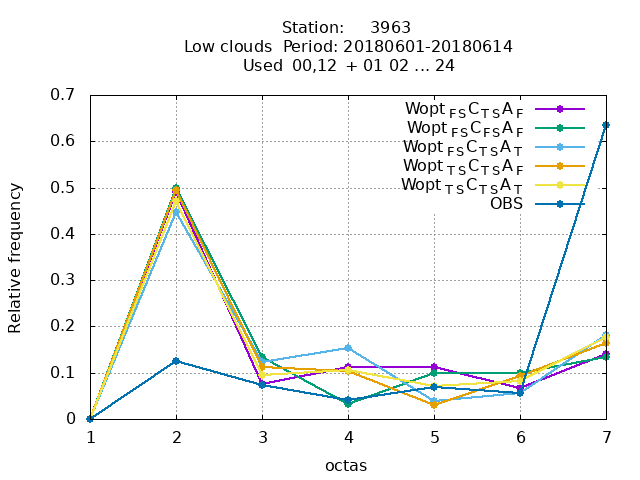 Station: 3963
Low clouds Period: 20180601-20180614
Used 00,12 + 01 02 ... 24
0.7
0.6
0.5
0.4
0.3
0.2
0.1
0
Relative frequency
Wopt FS C TS A F
Wopt FS C FS A F
Wopt FS C TS A T
Wopt TS C TS A F
Wopt TS C TS A T
OBS
1 2 3 4 5 6 7
octas